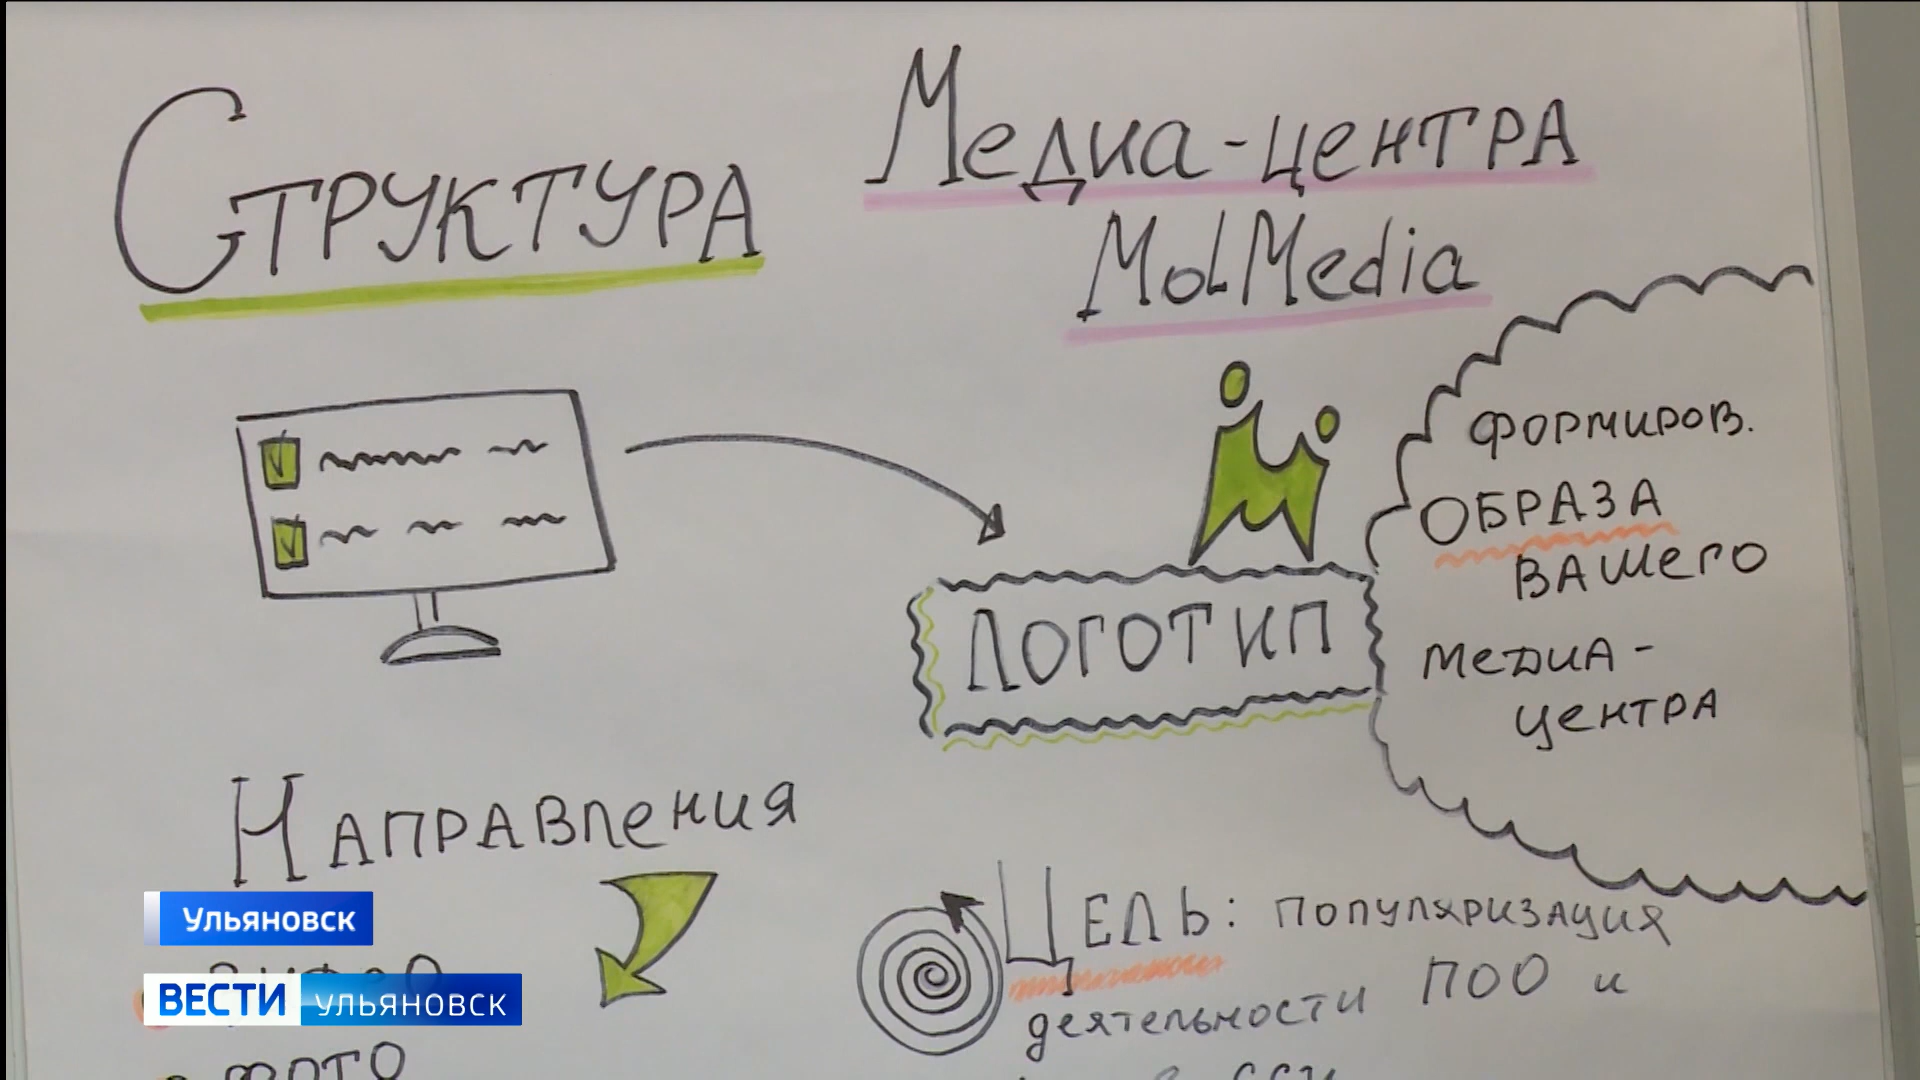 Структура
Медиа-центра
MolMedia
формиров.
образа
вашего
медиа-
центра
логотип
Направления
Цель: популяризация
деятельности ПОО и
фото
Ульяновск
ВЕСТИ УЛЬЯНОВСК